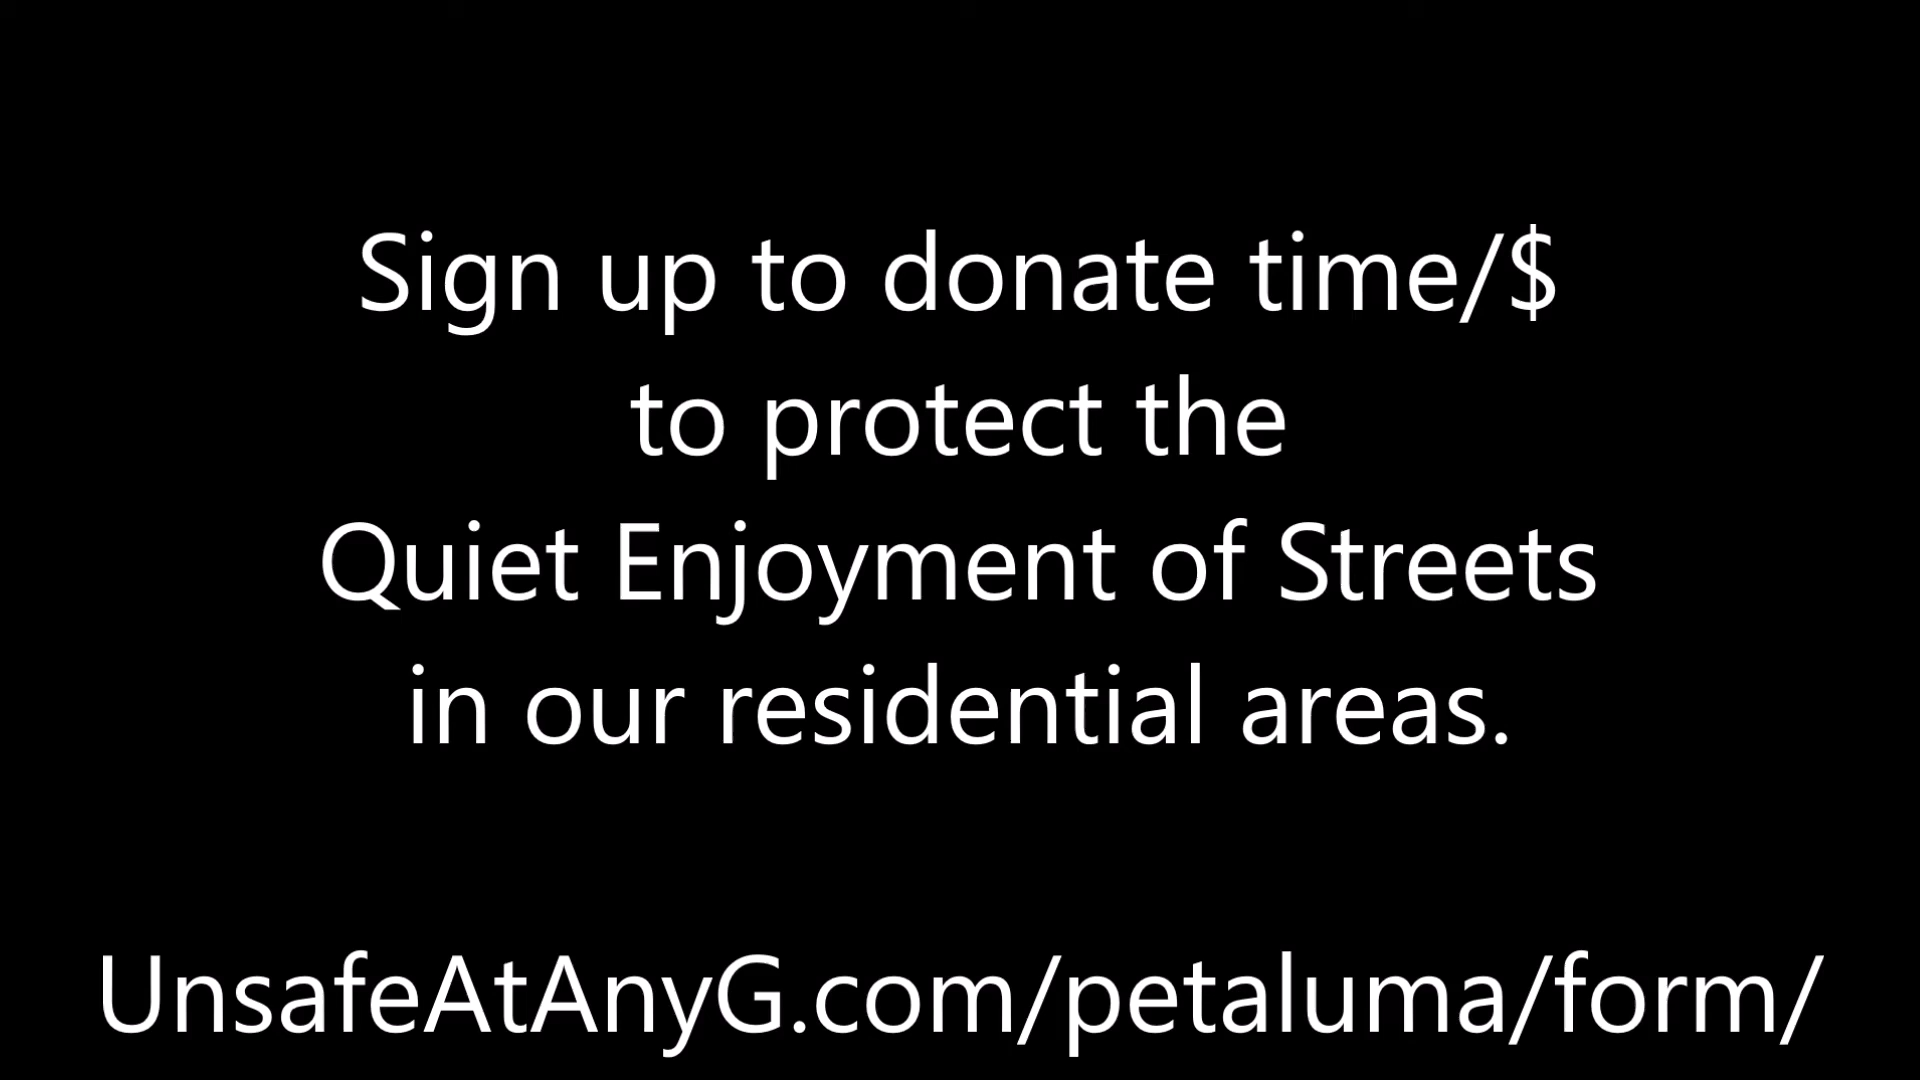 Sign up to donate time/$
to protect the
Quiet Enjoyment of Streets
in our residential areas.
UnsafeAtAnyG.com/petaluma/form/